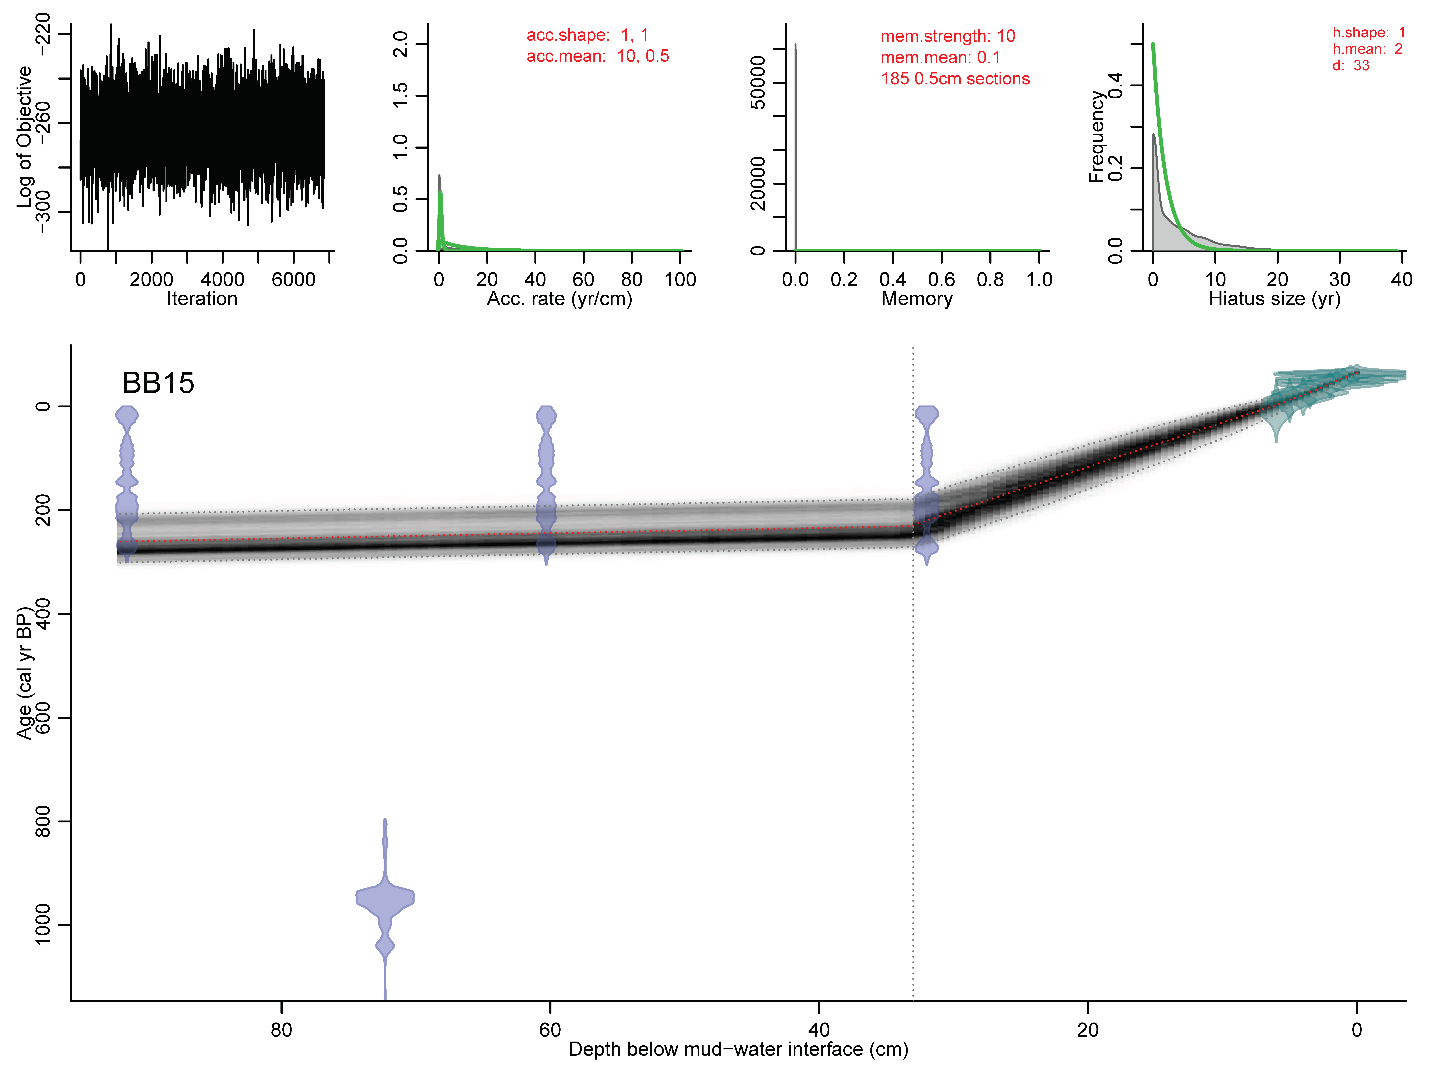 Log of Objective
−220
−260
−300
0 2000 4000 6000
Iteration
acc.shape: 1, 1
acc.mean: 10, 0.5
2.0
1.5
1.0
0.5
0.0
0 20 40 60 80 100
Acc. rate (yr/cm)
mem.strength: 10
mem.mean: 0.1
185 0.5cm sections
50000
20000
0
0.0 0.2 0.4 0.6 0.8 1.0
Memory
h.shape: 1
h.mean: 2
d: 33
Frequency
0.4
0.2
0.0
0 10 20 30 40
Hiatus size (yr)
BB15
Age (cal yr BP)
0
200
400
600
800
1000
80 60 40 20 0
Depth below mud−water interface (cm)